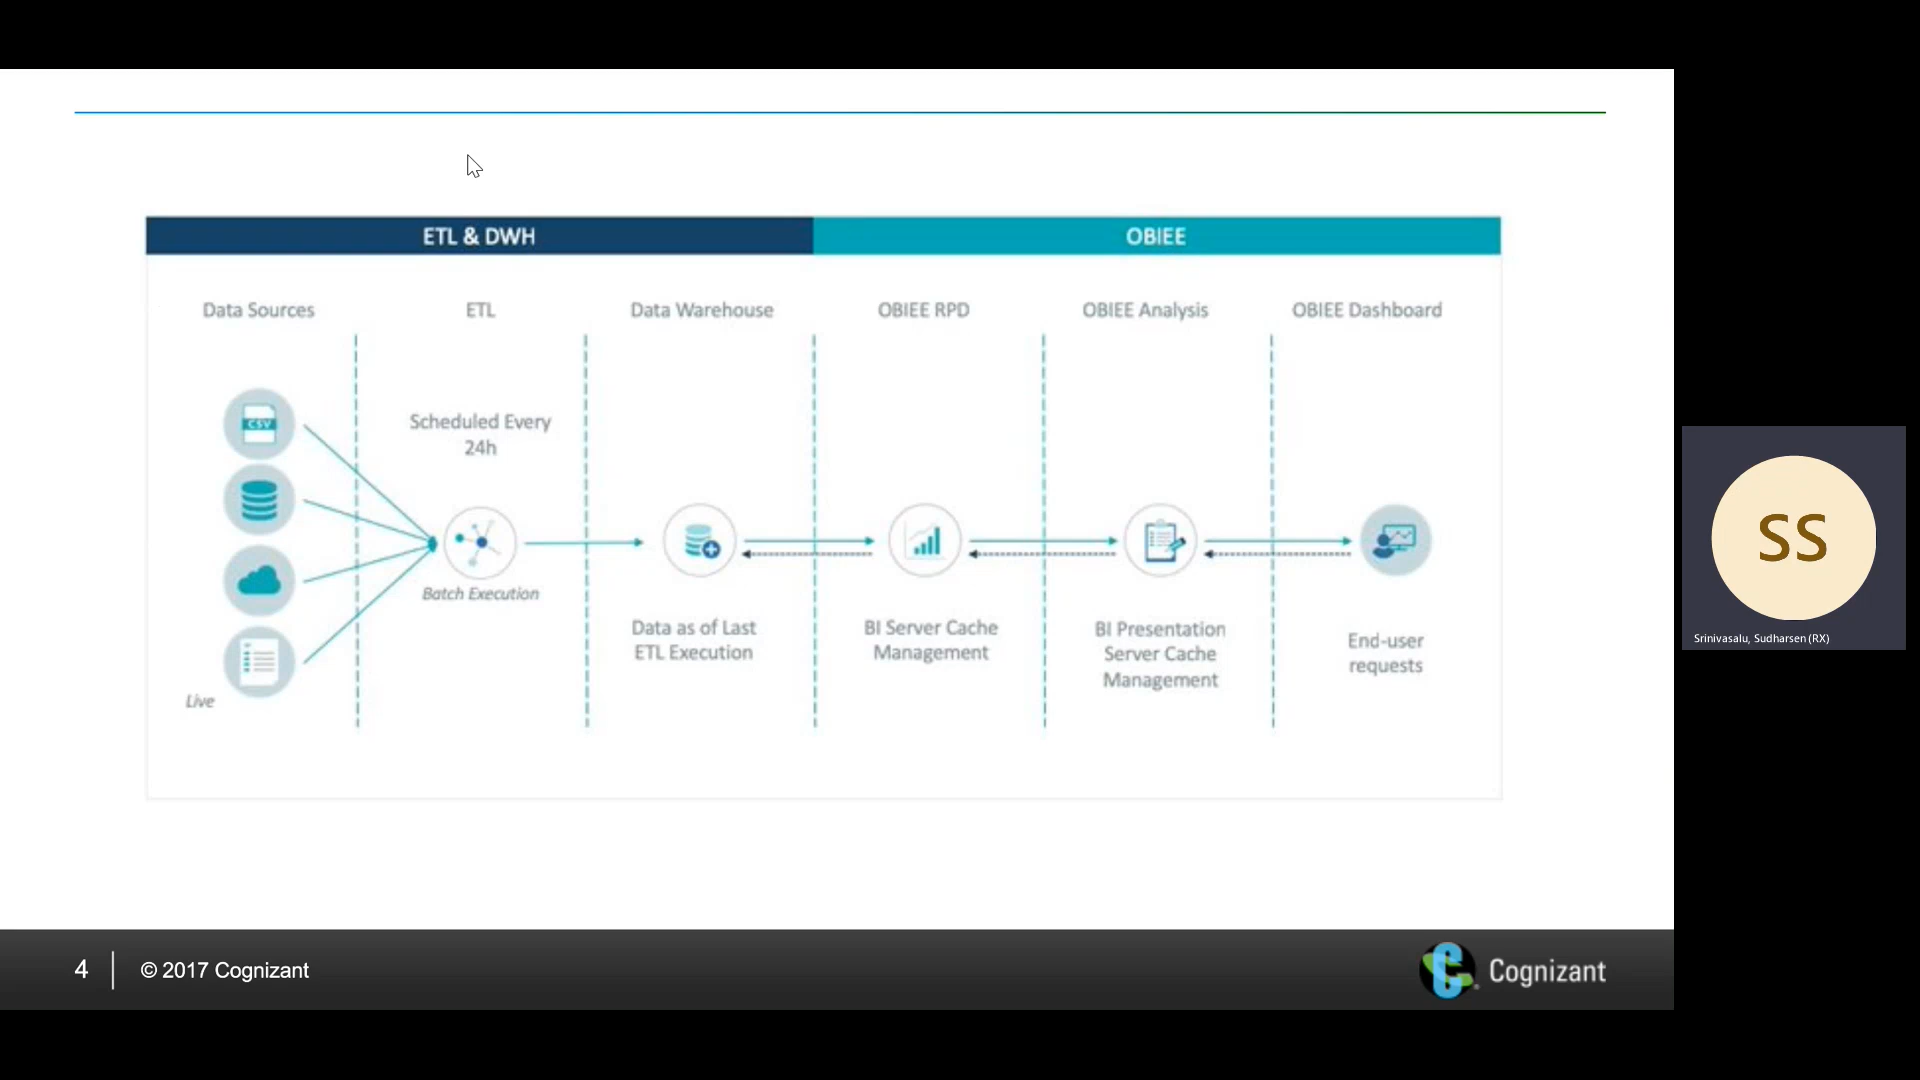 ETL & DWH
OBIEE
Data Sources
ETL
Data Warehouse
OBIEE RPD
OBIEE Analysis
OBIEE Dashboard
CSV
Scheduled Every
24h
Batch Execution
Live
Data as of Last
ETL Execution
BI Server Cache
Management
BI Presentation
Server Cache
Management
End-user
requests
SS
Srinivasalu, Sudharsen (RX)
4
© 2017 Cognizant
Cognizant